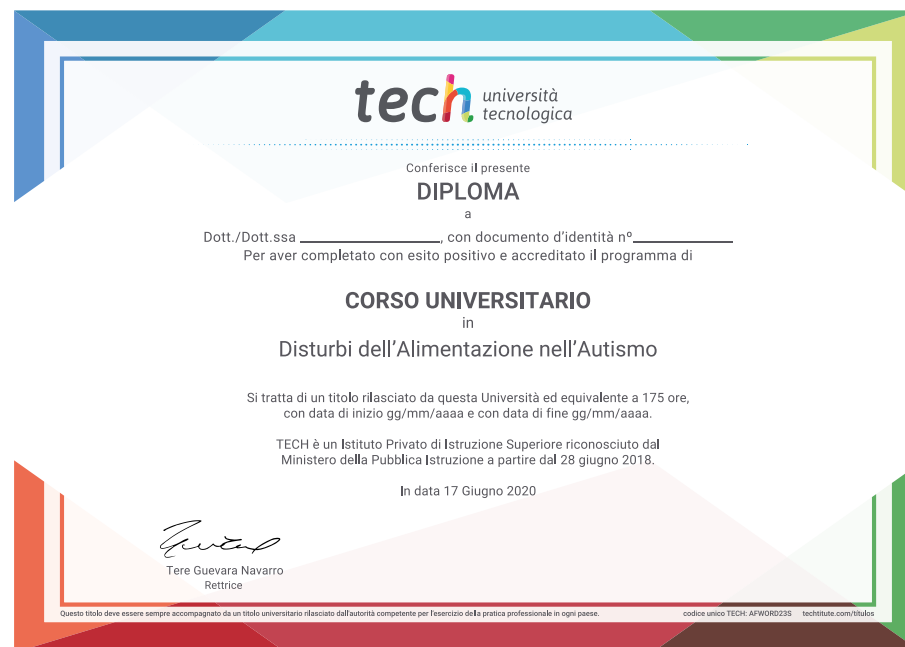 tech università
tecnologica
Conferisce il presente
DIPLOMA
a
Dott./Dott.ssa ________________, con documento d'identità nº____________
Per aver completato con esito positivo e accreditato il programma di
CORSO UNIVERSITARIO
in
Disturbi dell'Alimentazione nell'Autismo
Si tratta di un titolo rilasciato da questa Università ed equivalente a 175 ore,
con data di inizio gg/mm/aaaa e con data di fine gg/mm/aaaa.
TECH è un Istituto Privato di Istruzione Superiore riconosciuto dal
Ministero della Pubblica Istruzione a partire dal 28 giugno 2018.
In data 17 Giugno 2020
Tere Guevara Navarro
Rettrice
Questo titolo deve essere sempre accompagnato da un titolo universitario rilasciato dall'autorità competente per l'esercizio della pratica professionale in ogni paese. codice unico TECH: AFWORD23S techtitute.com/titulos